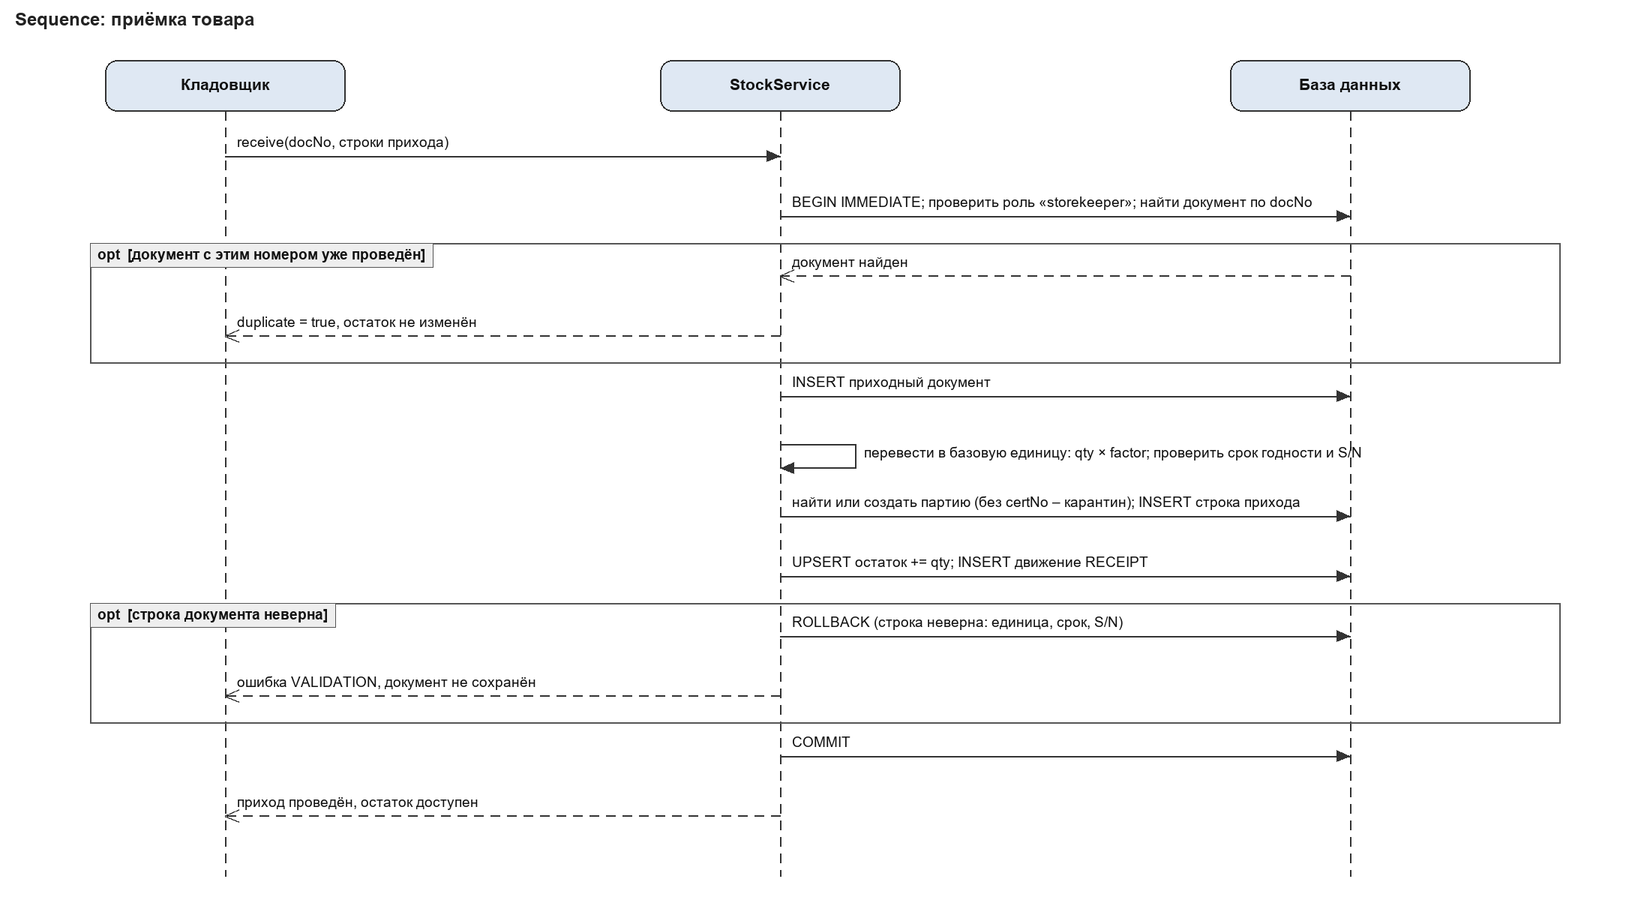 Sequence: приёмка товара
Кладовщик
StockService
База данных
receive(docNo, строки прихода)
BEGIN IMMEDIATE; проверить роль «storekeeper»; найти документ по docNo
opt [документ с этим номером уже проведён]
документ найден
duplicate = true, остаток не изменён
INSERT приходный документ
перевести в базовую единицу: qty × factor; проверить срок годности и S/N
найти или создать партию (без certNo – карантин); INSERT строка прихода
UPSERT остаток += qty; INSERT движение RECEIPT
opt [строка документа неверна]
ROLLBACK (строка неверна: единица, срок, S/N)
ошибка VALIDATION, документ не сохранён
COMMIT
приход проведён, остаток доступен